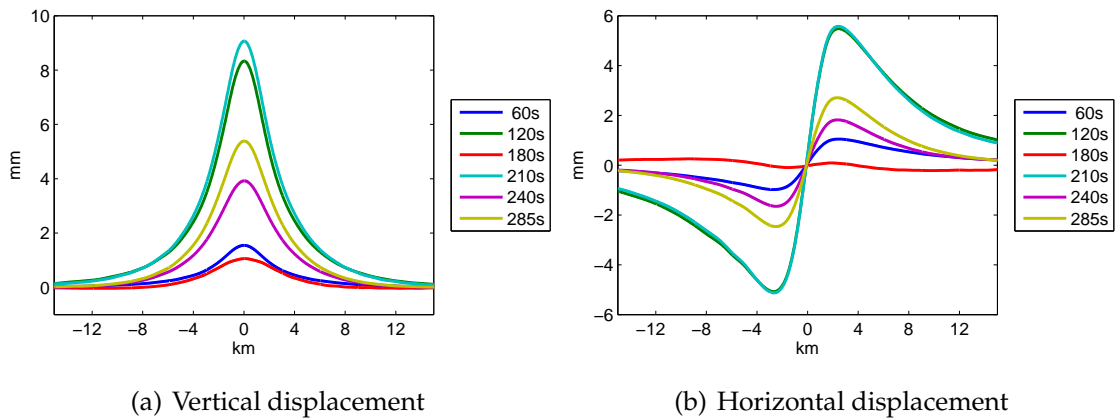 10
8
6
4
2
0
mm
−12 −8 −4 0 4 8 12
km
60s
120s
180s
210s
240s
285s
(a) Vertical displacement
6
4
2
0
−2
−4
−6
mm
−12 −8 −4 0 4 8 12
km
60s
120s
180s
210s
240s
285s
(b) Horizontal displacement